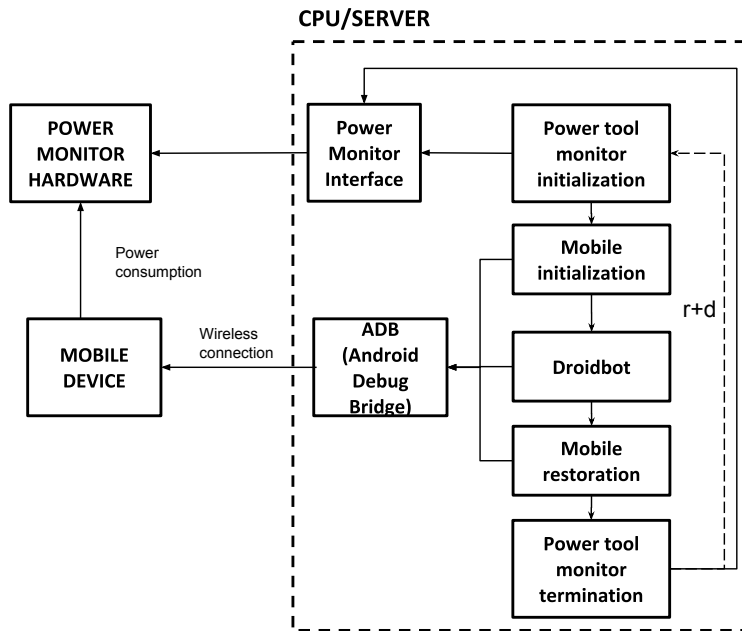 CPU/SERVER
POWER
MONITOR
HARDWARE
Power
Monitor
Interface
Power tool
monitor
initialization
Power
consumption
Mobile
initialization
r+d
Wireless
connection
MOBILE
DEVICE
ADB
(Android
Debug
Bridge)
Droidbot
Mobile
restoration
Power tool
monitor
termination